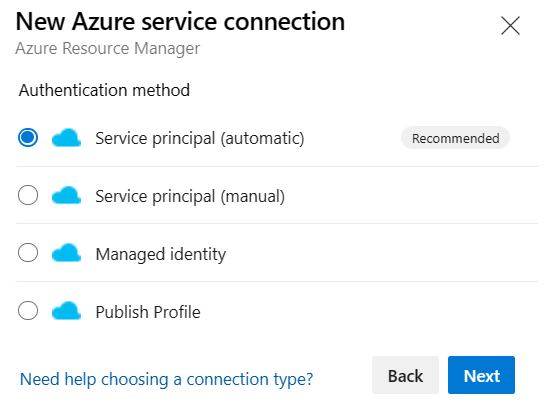 New Azure service connection
Azure Resource Manager
Authentication method
Service principal (automatic) Recommended
Service principal (manual)
Managed identity
Publish Profile
Need help choosing a connection type? Back Next